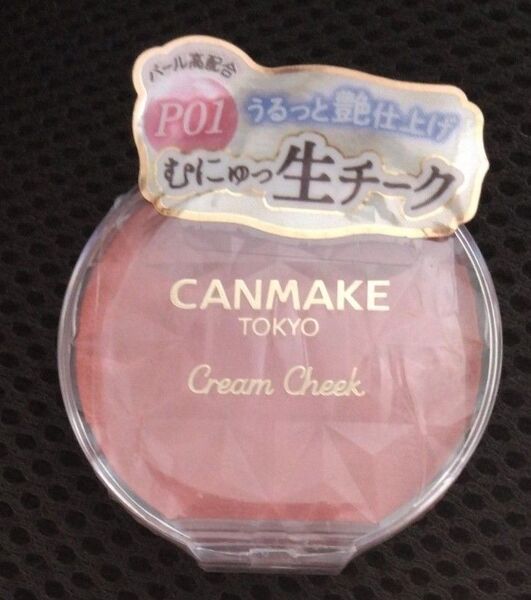 パール高配合
P01
うるっと艶仕上げ
むにゅっ生チーク
CANMAKE
TOKYO
Cream Cheek